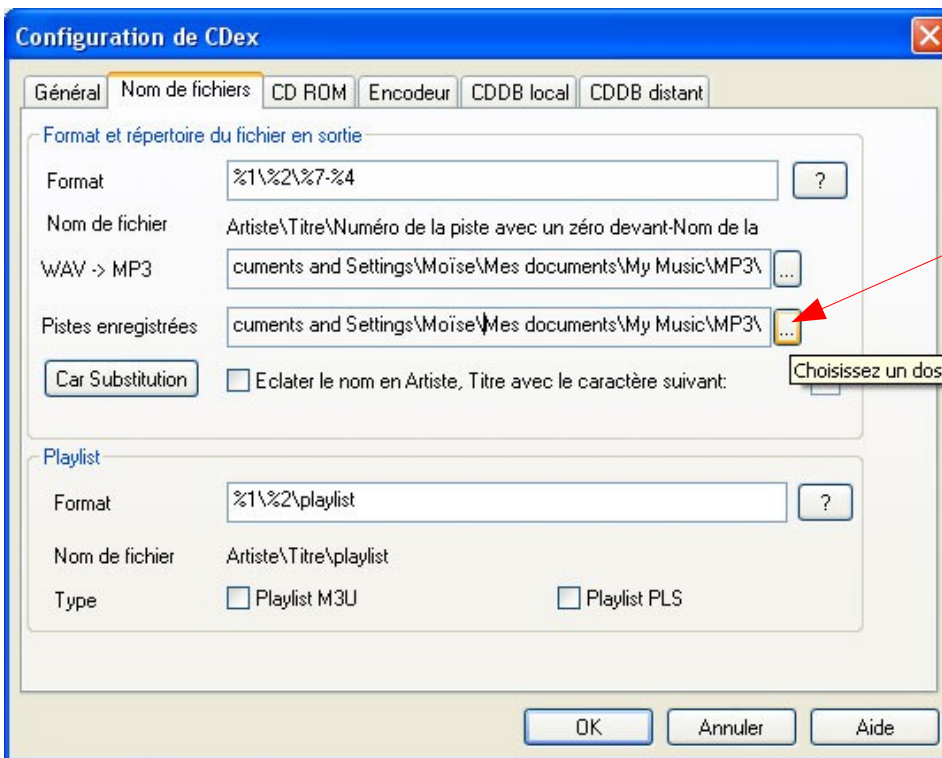 Configuration de CDex
Général Nom de fichiers CD ROM Encodeur CDDB local CDDB distant
Format et répertoire du fichier en sortie
Format %1\%2\%7-%4 ?
Nom de fichier Artiste\Titre\Numéro de la piste avec un zéro devant-Nom de la
WAV -> MP3 cuments and Settings\Moïse\Mes documents\My Music\MP3\ ...
Pistes enregistrées cuments and Settings\Moïse\Mes documents\My Music\MP3\ ...
Choisissez un dos
Car Substitution Eclater le nom en Artiste, Titre avec le caractère suivant:
Playlist
Format %1\%2\playlist ?
Nom de fichier Artiste\Titre\playlist
Type Playlist M3U Playlist PLS
OK Annuler Aide